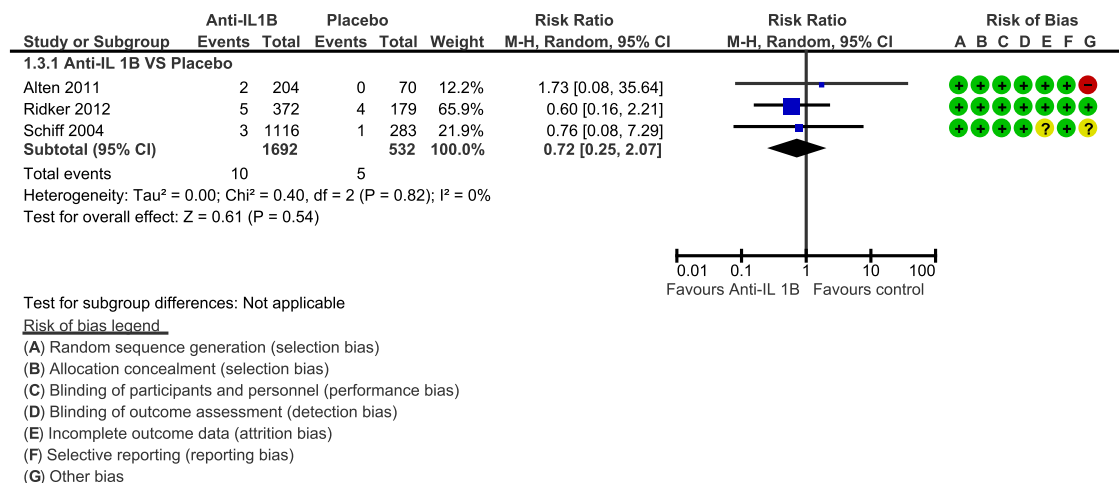 Anti-IL1B Placebo Risk Ratio Risk Ratio Risk of Bias
Study or Subgroup Events Total Events Total Weight M-H, Random, 95% CI M-H, Random, 95% CI A B C D E F G
1.3.1 Anti-IL 1B VS Placebo
Alten 2011 2 204 0 70 12.2% 1.73 [0.08, 35.64] + + + + + + −
Ridker 2012 5 372 4 179 65.9% 0.60 [0.16, 2.21] + + + + + + +
Schiff 2004 3 1116 1 283 21.9% 0.76 [0.08, 7.29] + + + + ? + ?
Subtotal (95% CI) 1692 532 100.0% 0.72 [0.25, 2.07]
Total events 10 5
Heterogeneity: Tau² = 0.00; Chi² = 0.40, df = 2 (P = 0.82); I² = 0%
Test for overall effect: Z = 0.61 (P = 0.54)
0.01 0.1 1 10 100
Favours Anti-IL 1B Favours control
Test for subgroup differences: Not applicable
Risk of bias legend
(A) Random sequence generation (selection bias)
(B) Allocation concealment (selection bias)
(C) Blinding of participants and personnel (performance bias)
(D) Blinding of outcome assessment (detection bias)
(E) Incomplete outcome data (attrition bias)
(F) Selective reporting (reporting bias)
(G) Other bias